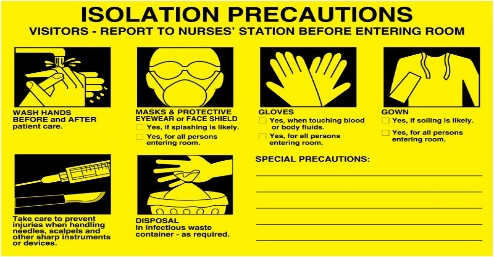 ISOLATION PRECAUTIONS
VISITORS - REPORT TO NURSES' STATION BEFORE ENTERING ROOM
WASH HANDS
BEFORE and AFTER
patient care.
MASKS & PROTECTIVE
EYEWEAR or FACE SHIELD
Yes, if splashing is likely.
Yes, for all persons
entering room.
GLOVES
Yes, when touching blood
or body fluids.
Yes, for all persons
entering room.
GOWN
Yes, if soiling is likely.
Yes, for all persons
entering room.
Take care to prevent
injuries when handling
needles, scalpels and
other sharp instruments
or devices.
DISPOSAL
In infectious waste
container - as required.
SPECIAL PRECAUTIONS: